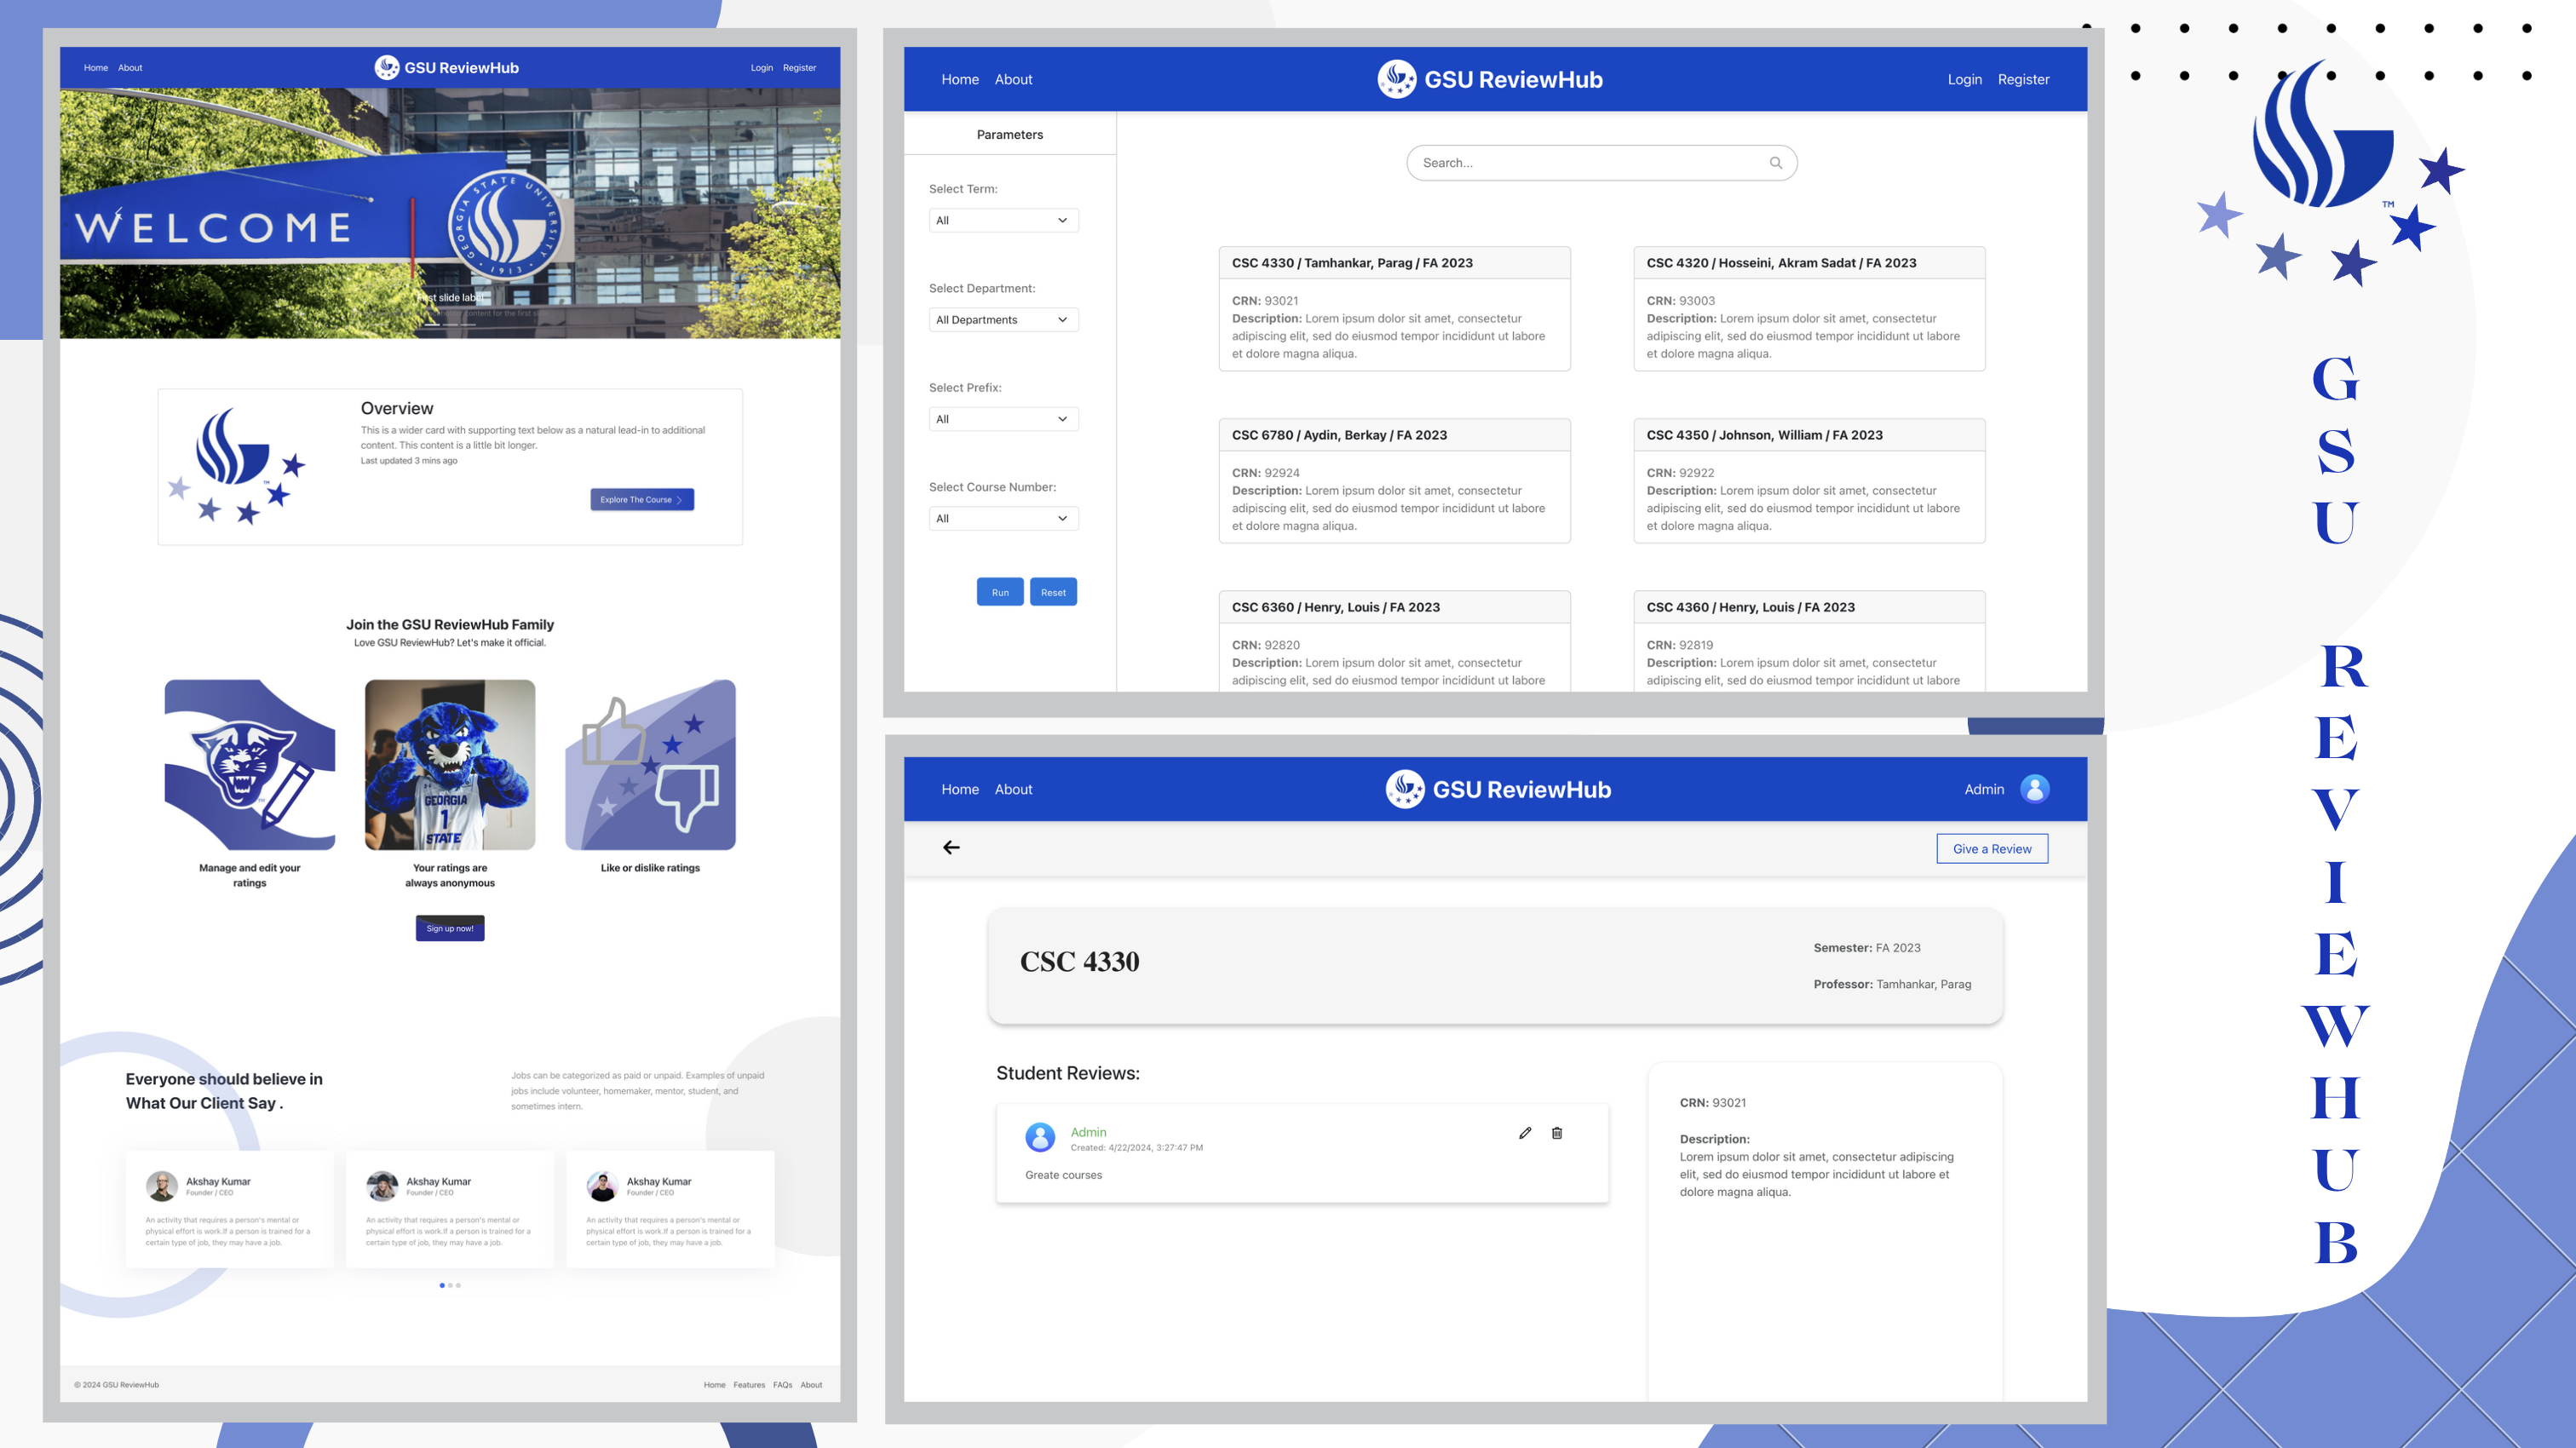 Home About
GSU ReviewHub
Login Register
WELCOME
GEORGIA STATE UNIVERSITY
1913
First slide label
content for the first
Overview
This is a wider card with supporting text below as a natural lead-in to additional
content. This content is a little bit longer.
Last updated 3 mins ago
Explore The Course
Join the GSU ReviewHub Family
Love GSU ReviewHub? Let's make it official.
GEORGIA
1
STATE
Manage and edit your
ratings
Your ratings are
always anonymous
Like or dislike ratings
Sign up now!
Everyone should believe in
What Our Client Say .
Jobs can be categorized as paid or unpaid. Examples of unpaid
jobs include volunteer, homemaker, mentor, student, and
sometimes intern.
Akshay Kumar
Founder / CEO
An activity that requires a person's mental or
physical effort is work.If a person is trained for a
certain type of job, they may have a job.
Akshay Kumar
Founder / CEO
An activity that requires a person's mental or
physical effort is work.If a person is trained for a
certain type of job, they may have a job.
Akshay Kumar
Founder / CEO
An activity that requires a person's mental or
physical effort is work.If a person is trained for a
certain type of job, they may have a job.
© 2024 GSU ReviewHub
Home Features FAQs About
Home About
GSU ReviewHub
Login Register
Parameters
Select Term:
All
Select Department:
All Departments
Select Prefix:
All
Select Course Number:
All
Run Reset
Search...
CSC 4330 / Tamhankar, Parag / FA 2023
CRN: 93021
Description: Lorem ipsum dolor sit amet, consectetur
adipiscing elit, sed do eiusmod tempor incididunt ut labore
et dolore magna aliqua.
CSC 4320 / Hosseini, Akram Sadat / FA 2023
CRN: 93003
Description: Lorem ipsum dolor sit amet, consectetur
adipiscing elit, sed do eiusmod tempor incididunt ut labore
et dolore magna aliqua.
CSC 6780 / Aydin, Berkay / FA 2023
CRN: 92924
Description: Lorem ipsum dolor sit amet, consectetur
adipiscing elit, sed do eiusmod tempor incididunt ut labore
et dolore magna aliqua.
CSC 4350 / Johnson, William / FA 2023
CRN: 92922
Description: Lorem ipsum dolor sit amet, consectetur
adipiscing elit, sed do eiusmod tempor incididunt ut labore
et dolore magna aliqua.
CSC 6360 / Henry, Louis / FA 2023
CRN: 92820
Description: Lorem ipsum dolor sit amet, consectetur
adipiscing elit, sed do eiusmod tempor incididunt ut labore
CSC 4360 / Henry, Louis / FA 2023
CRN: 92819
Description: Lorem ipsum dolor sit amet, consectetur
adipiscing elit, sed do eiusmod tempor incididunt ut labore
Home About
GSU ReviewHub
Admin
Give a Review
CSC 4330
Semester: FA 2023
Professor: Tamhankar, Parag
Student Reviews:
Admin
Created: 4/22/2024, 3:27:47 PM
Greate courses
CRN: 93021
Description:
Lorem ipsum dolor sit amet, consectetur adipiscing
elit, sed do eiusmod tempor incididunt ut labore et
dolore magna aliqua.
TM
GSU REVIEWHUB